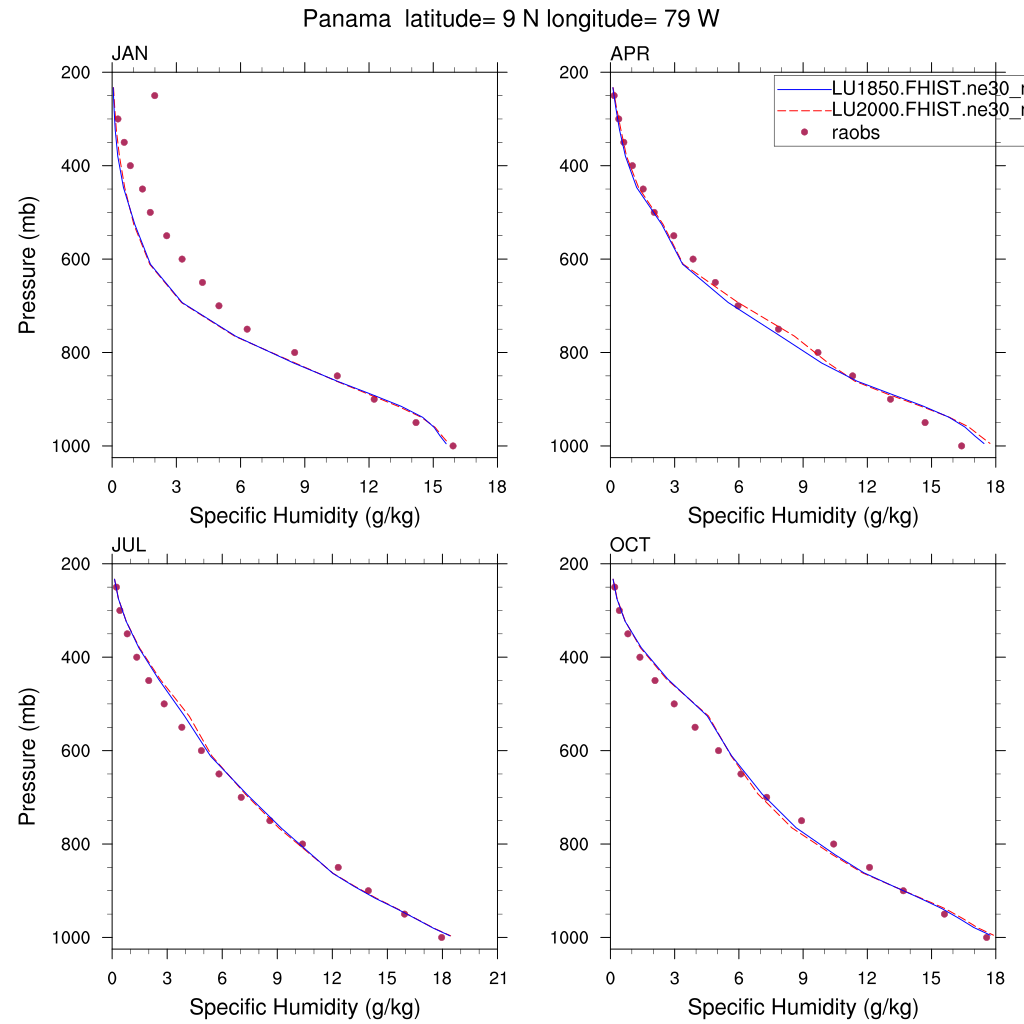 Panama  latitude= 9 N longitude= 79 W
JAN
200
400
600
800
1000
Pressure (mb)
0 3 6 9 12 15 18
Specific Humidity (g/kg)
APR
LU1850.FHIST.ne30_
LU2000.FHIST.ne30_
raobs
200
400
600
800
1000
0 3 6 9 12 15 18
Specific Humidity (g/kg)
JUL
200
400
600
800
1000
Pressure (mb)
0 3 6 9 12 15 18 21
Specific Humidity (g/kg)
OCT
200
400
600
800
1000
0 3 6 9 12 15 18
Specific Humidity (g/kg)